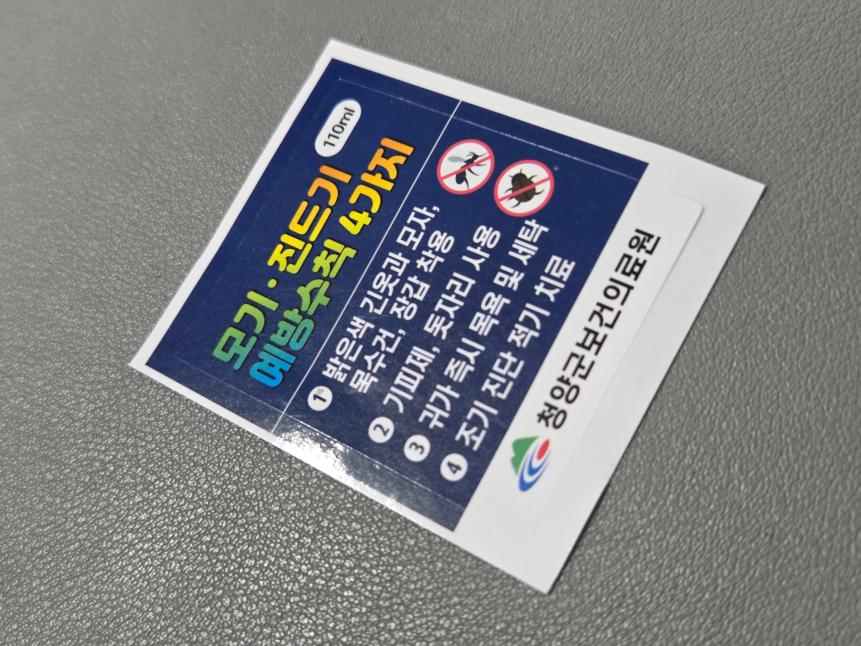 110ml
모기·진드기
예방수칙 4가지
1 밝은색 긴옷과 모자,
목수건, 장갑 착용
2 기피제, 돗자리 사용
3 귀가 즉시 목욕 및 세탁
4 조기 진단 적기 치료
청양군보건의료원